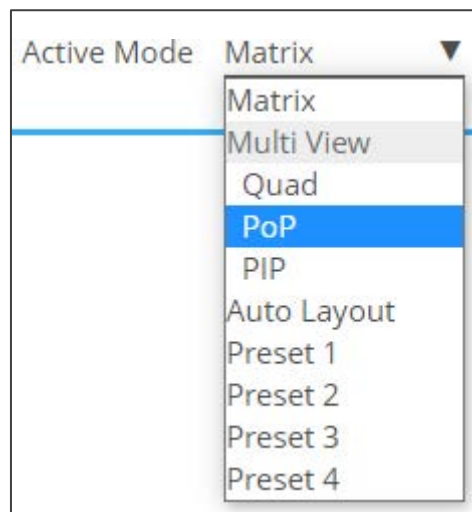 Active Mode Matrix ▼
Matrix
Multi View
Quad
PoP
PIP
Auto Layout
Preset 1
Preset 2
Preset 3
Preset 4